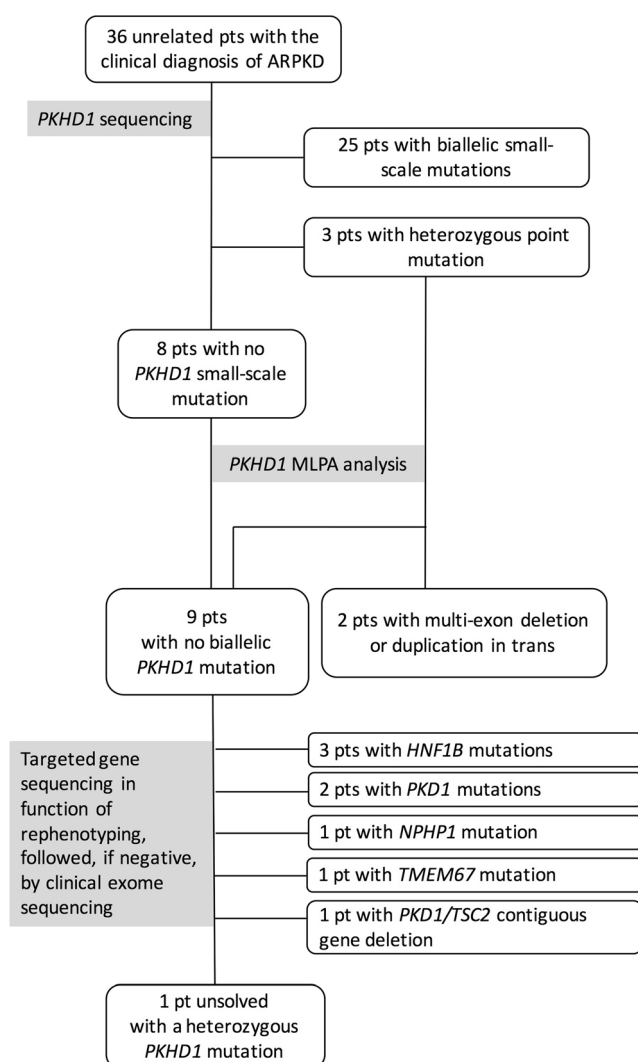 36 unrelated pts with the
clinical diagnosis of ARPKD
PKHD1 sequencing
25 pts with biallelic small-
scale mutations
3 pts with heterozygous point
mutation
8 pts with no
PKHD1 small-scale
mutation
PKHD1 MLPA analysis
9 pts
with no biallelic
PKHD1 mutation
2 pts with multi-exon deletion
or duplication in trans
Targeted gene
sequencing in
function of
rephenotyping,
followed, if negative,
by clinical exome
sequencing
3 pts with HNF1B mutations
2 pts with PKD1 mutations
1 pt with NPHP1 mutation
1 pt with TMEM67 mutation
1 pt with PKD1/TSC2 contiguous
gene deletion
1 pt unsolved
with a heterozygous
PKHD1 mutation